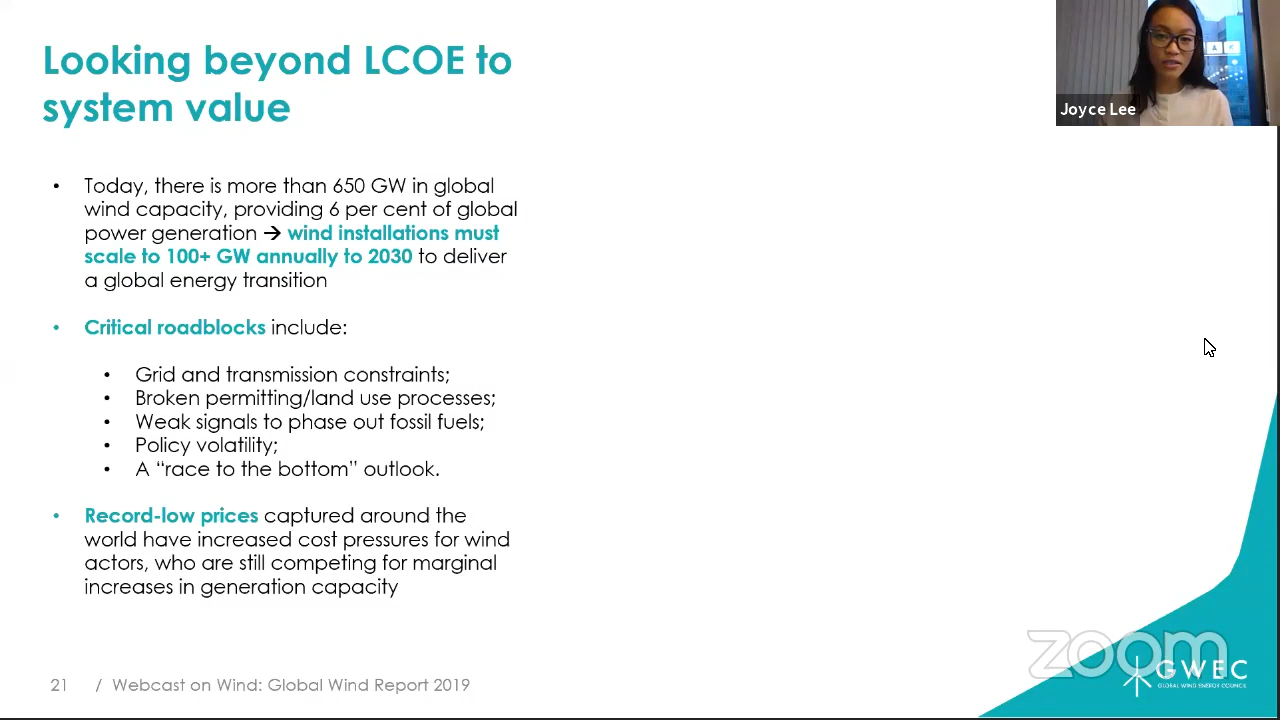 Looking beyond LCOE to
system value
Joyce Lee
• Today, there is more than 650 GW in global
wind capacity, providing 6 per cent of global
power generation → wind installations must
scale to 100+ GW annually to 2030 to deliver
a global energy transition
• Critical roadblocks include:
• Grid and transmission constraints;
• Broken permitting/land use processes;
• Weak signals to phase out fossil fuels;
• Policy volatility;
• A “race to the bottom” outlook.
• Record-low prices captured around the
world have increased cost pressures for wind
actors, who are still competing for marginal
increases in generation capacity
zoom
GWEC
GLOBAL WIND ENERGY COUNCIL
21 / Webcast on Wind: Global Wind Report 2019